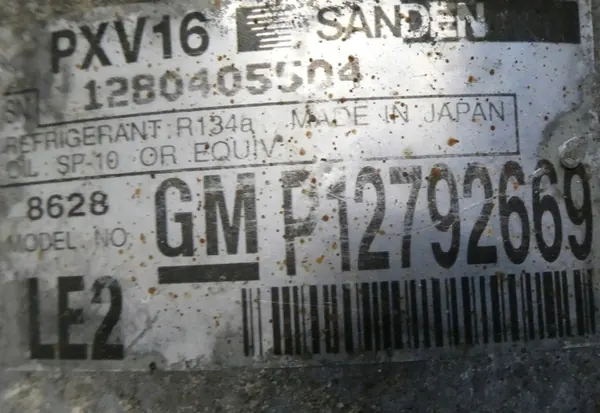 PXV16 SANDEN
SN 1280405504
REFRIGERANT: R134a MADE IN JAPAN
OIL SP-10 OR EQUIV.
8628
MODEL NO.
GM P12792669
LE2